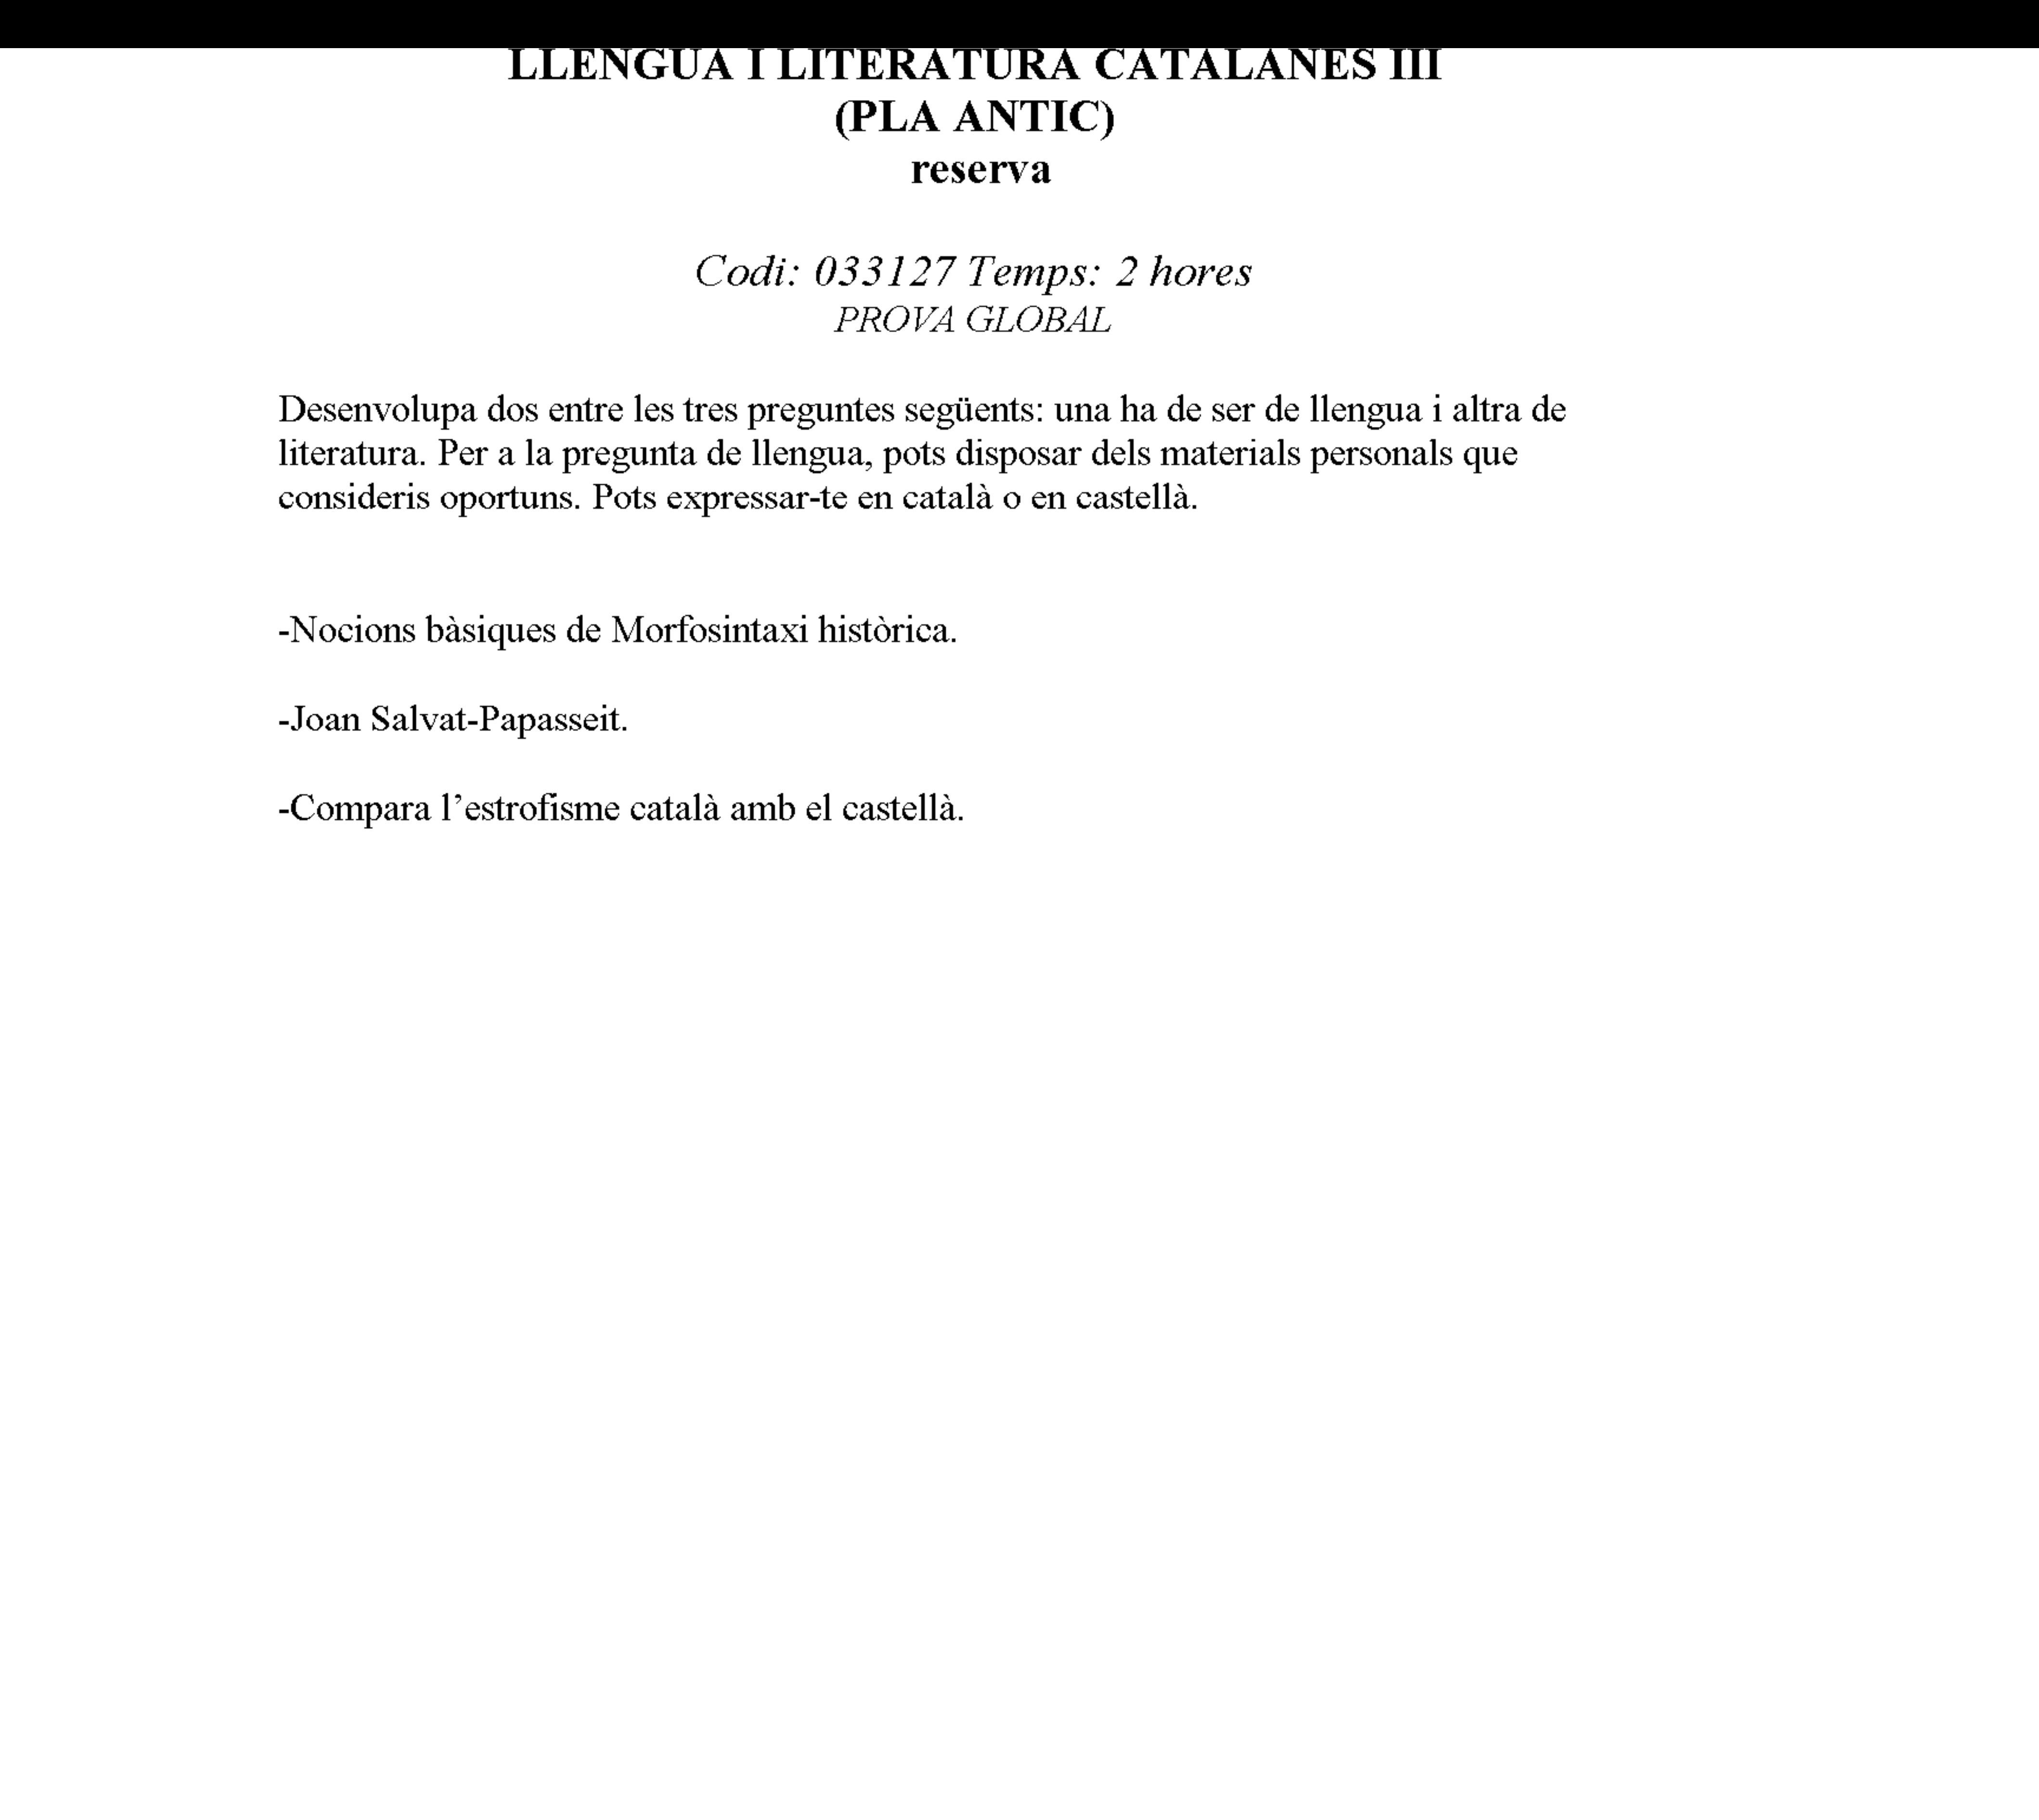 LLENGUA I LITERATURA CATALANES III
(PLA ANTIC)
reserva
Codi: 033127 Temps: 2 hores
PROVA GLOBAL
Desenvolupa dos entre les tres preguntes següents: una ha de ser de llengua i altra de
literatura. Per a la pregunta de llengua, pots disposar dels materials personals que
consideris oportuns. Pots expressar-te en català o en castellà.
-Nocions bàsiques de Morfosintaxi històrica.
-Joan Salvat-Papasseit.
-Compara l’estrofisme català amb el castellà.